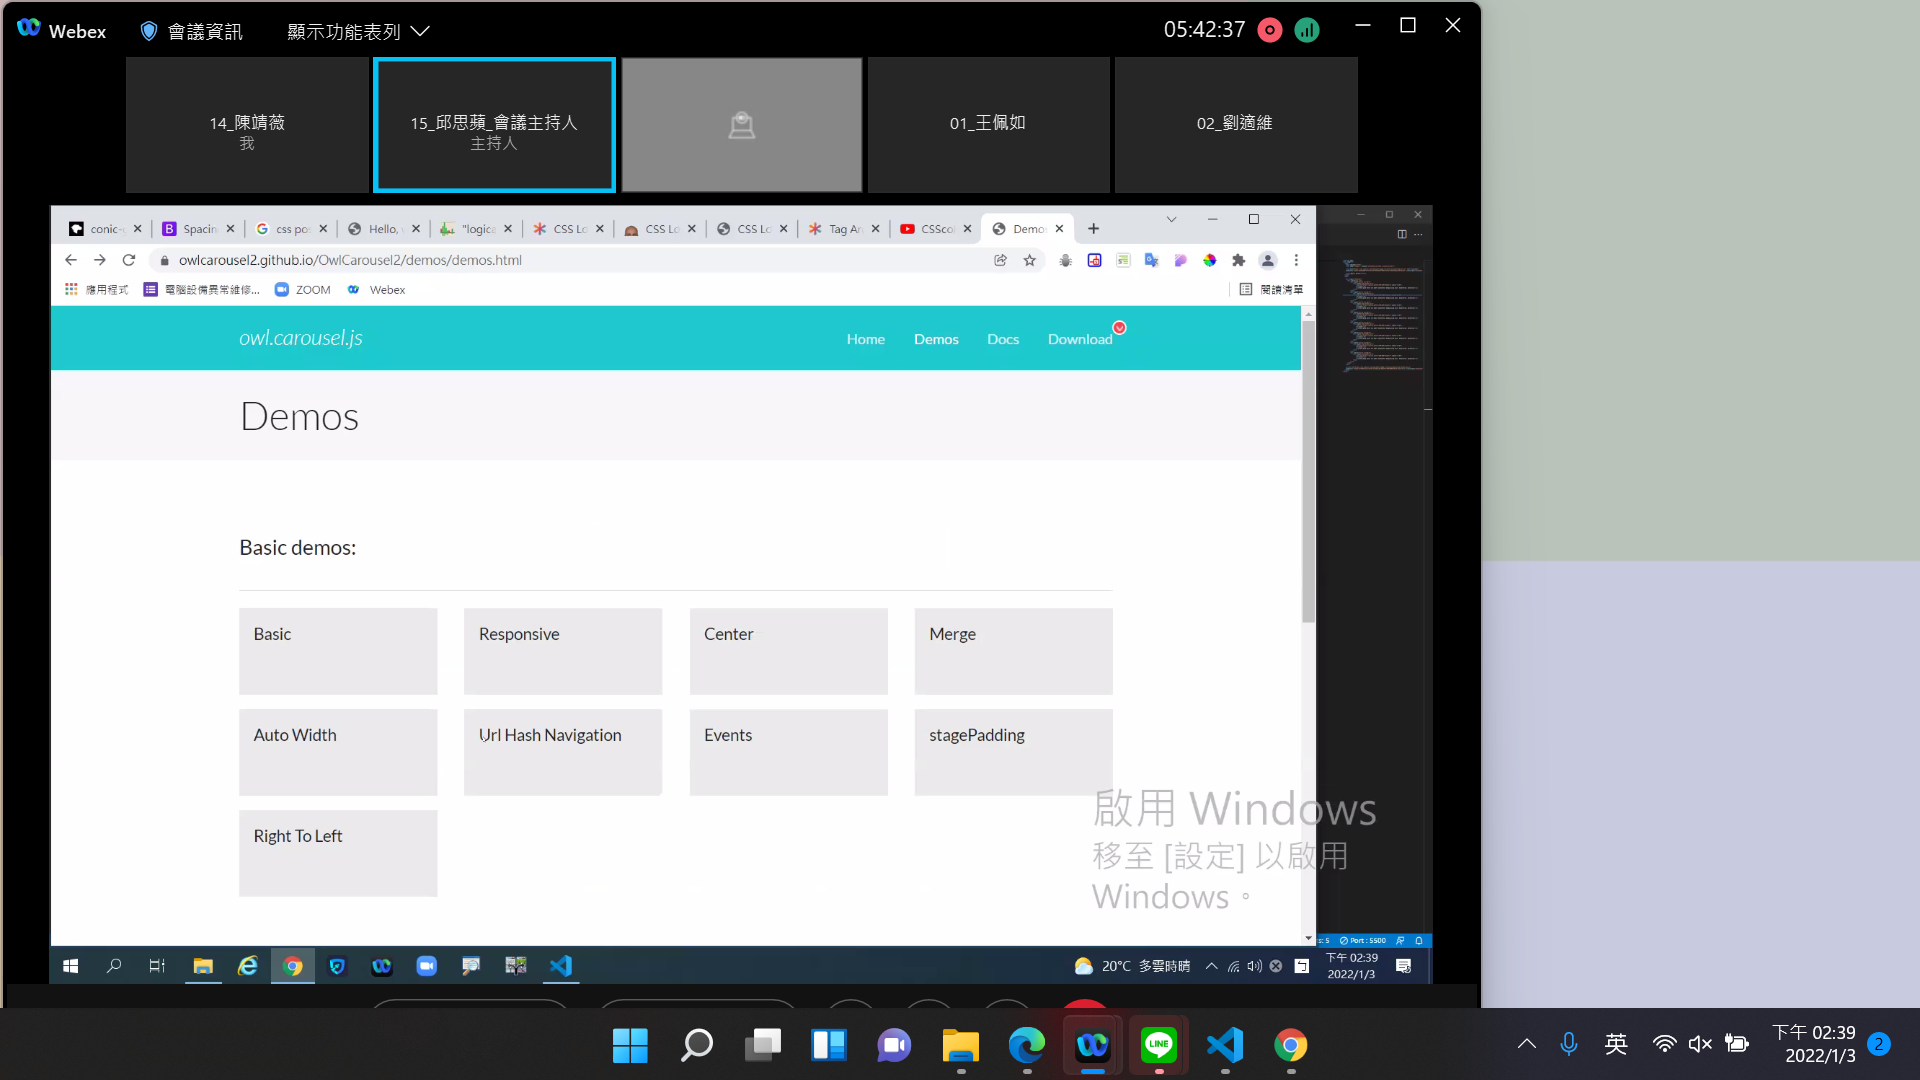 Webex
會議資訊
顯示功能表列
05:42:37
14_陳靖薇
我
15_邱思蘋_會議主持人
主持人
01_王佩如
02_劉適維
conic-
Spacin
css po
Hello,
"logica
CSS Lo
CSS Lo
CSS Lo
Tag Ar
CSSco
Demo
owlcarousel2.github.io/OwlCarousel2/demos/demos.html
應用程式
電腦設備異常維修...
ZOOM
Webex
閱讀清單
owl.carousel.js
Home
Demos
Docs
Download
Demos
Basic demos:
Basic
Responsive
Center
Merge
Auto Width
Url Hash Navigation
Events
stagePadding
Right To Left
啟用 Windows
移至 [設定] 以啟用
Windows。
Port : 5500
20°C 多雲時晴
下午 02:39
2022/1/3
LINE
英
下午 02:39
2022/1/3
2